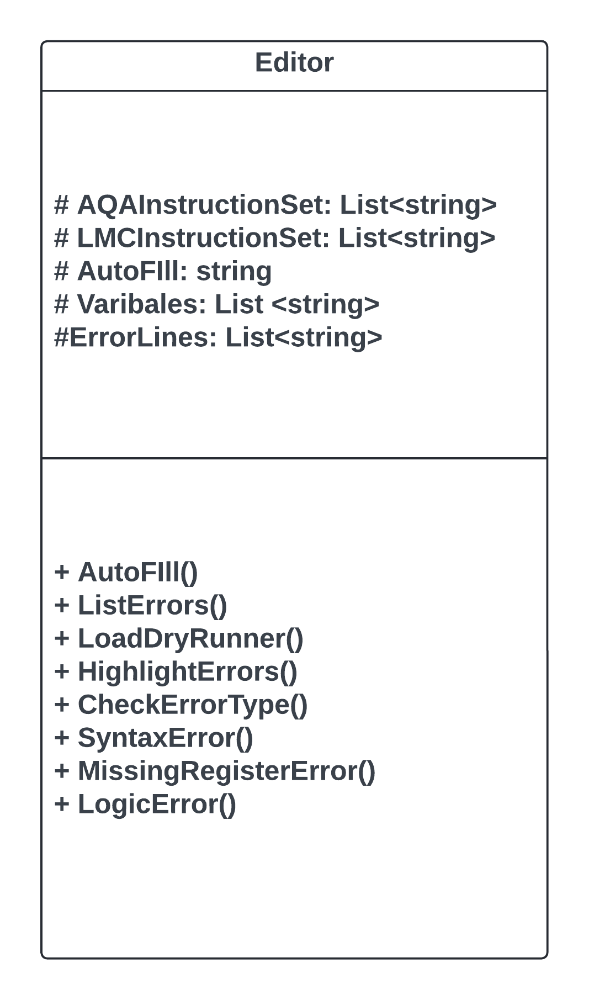 Editor
# AQAInstructionSet: List<string>
# LMCInstructionSet: List<string>
# AutoFIll: string
# Varibales: List <string>
#ErrorLines: List<string>
+ AutoFIll()
+ ListErrors()
+ LoadDryRunner()
+ HighlightErrors()
+ CheckErrorType()
+ SyntaxError()
+ MissingRegisterError()
+ LogicError()